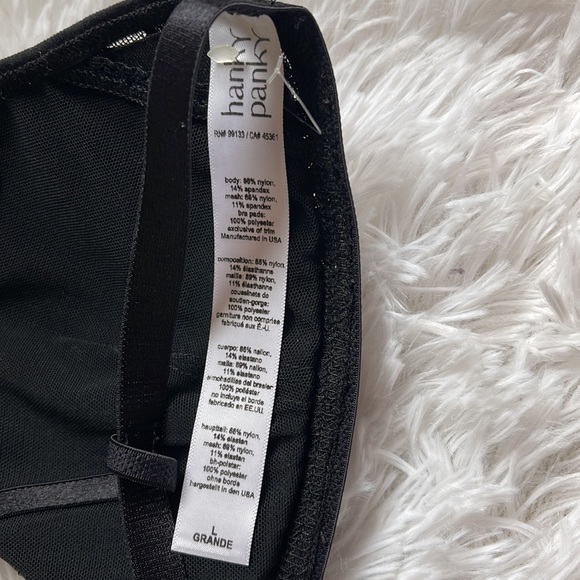 hanky
panky
RN# 99133 / CA# 45361
body: 86% nylon,
14% spandex
mesh: 89% nylon,
11% spandex
bra pads:
100% polyester
exclusive of trim
Manufactured in USA
composition: 86% nylon,
14% élasthanne
maille: 89% nylon,
11% élasthanne
coussinets de
soutien-gorge:
100% polyester
garniture non comprise
fabriqué aux É.-U.
cuerpo: 86% nailon,
14% elastano
malla: 89% nailon,
11% elastano
almohadillas del brasier:
100% poliéster
no incluye el borde
fabricado en EE.UU.
hauptteil: 86% nylon,
14% elasten
mesh: 89% nylon,
11% elasten
bh-polster:
100% polyester
ohne borde
hergestellt in den USA
L
GRANDE